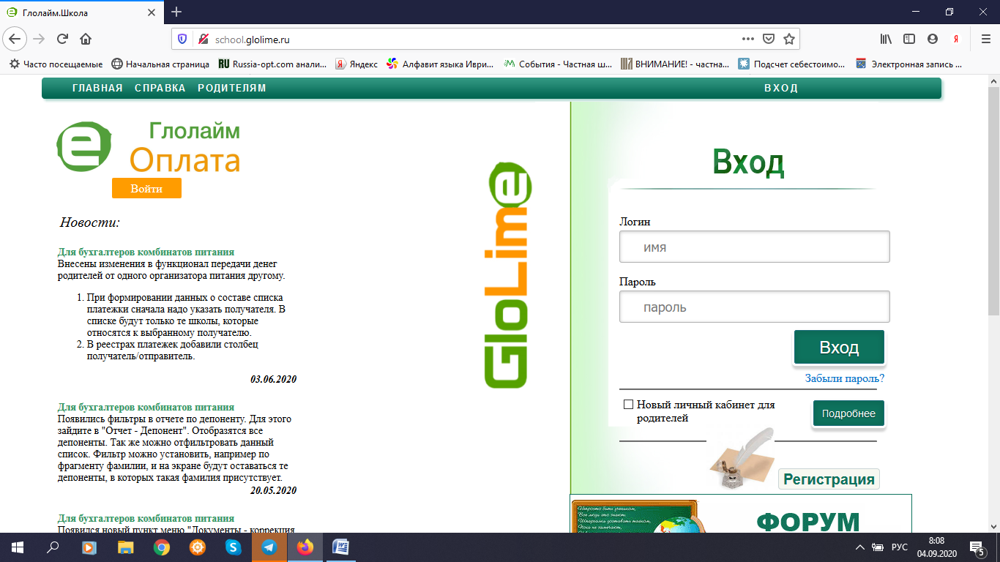 Глолайм.Школа
school.glolime.ru
Часто посещаемые
Начальная страница
Russia-opt.com анали...
Яндекс
Алфавит языка Иври...
События - Частная ш...
ВНИМАНИЕ! - частна...
Подсчет себестоимо...
Электронная запись ...
ГЛАВНАЯ СПРАВКА РОДИТЕЛЯМ
ВХОД
Глолайм
Оплата
Войти
Новости:
Для бухгалтеров комбинатов питания
Внесены изменения в функционал передачи денег
родителей от одного организатора питания другому.
1. При формировании данных о составе списка
платежки сначала надо указать получателя. В
списке будут только те школы, которые
относятся к выбранному получателю.
2. В реестрах платежек добавили столбец
получатель/отправитель.
03.06.2020
Для бухгалтеров комбинатов питания
Появились фильтры в отчете по депоненту. Для этого
зайдите в "Отчет - Депонент". Отобразятся все
депоненты. Так же можно отфильтровать данный
список. Фильтр можно установить, например по
фрагменту фамилии, и на экране будут оставаться те
депоненты, в которых такая фамилия присутствует.
20.05.2020
Для бухгалтеров комбинатов питания
Появился новый пункт меню "Документы - коррекция
GloLime
Вход
Логин
имя
Пароль
пароль
Вход
Забыли пароль?
Новый личный кабинет для
родителей
Подробнее
Регистрация
ФОРУМ
РУС
8:08
04.09.2020
5